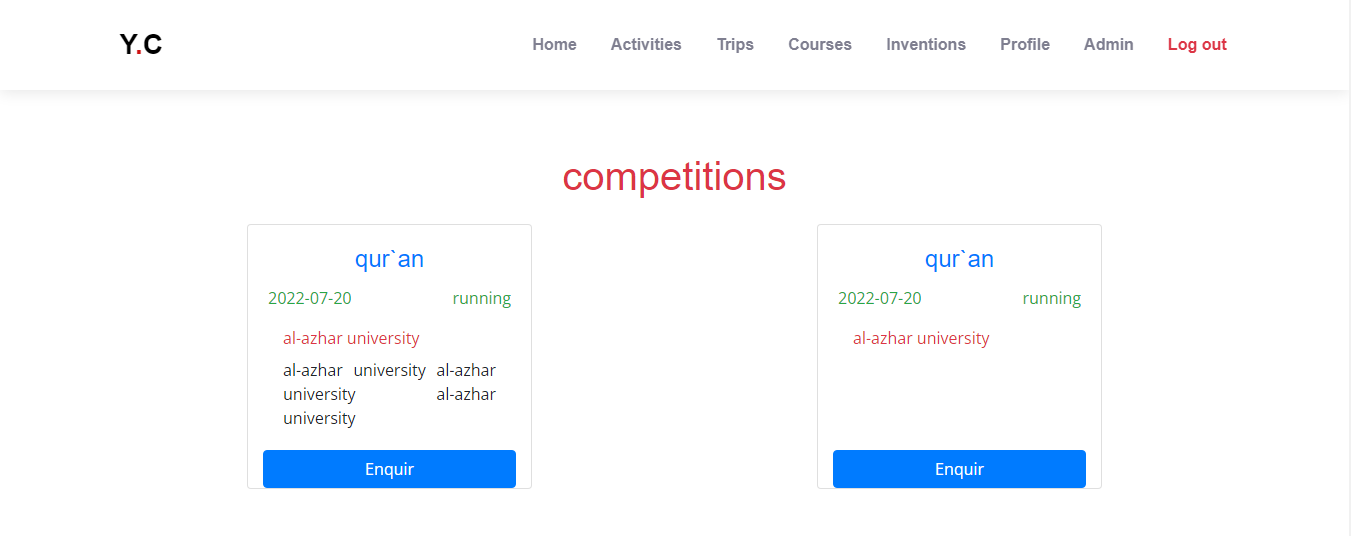 Y.C
Home Activities Trips Courses Inventions Profile Admin Log out
competitions
qur`an
2022-07-20 running
al-azhar university
al-azhar university al-azhar
university al-azhar
university
Enquir
qur`an
2022-07-20 running
al-azhar university
Enquir